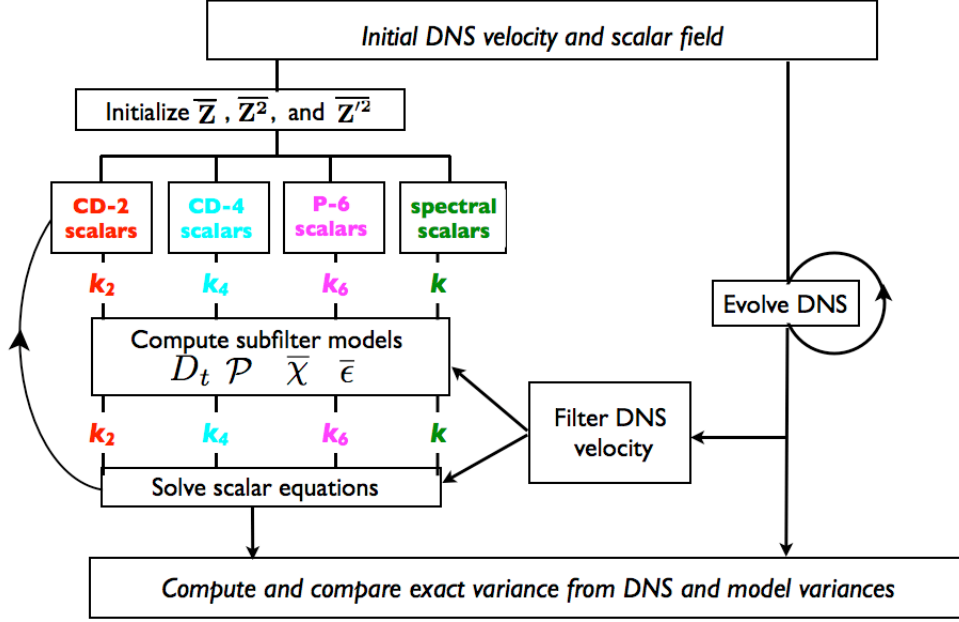 Initial DNS velocity and scalar field
Initialize Z̅ , Z̅²̅, and Z̅′̅²̅
CD-2 scalars
CD-4 scalars
P-6 scalars
spectral scalars
k₂ k₄ k₆ k
Evolve DNS
Compute subfilter models
Dₜ 𝒫 χ̅ ϵ̅
Filter DNS
velocity
k₂ k₄ k₆ k
Solve scalar equations
Compute and compare exact variance from DNS and model variances